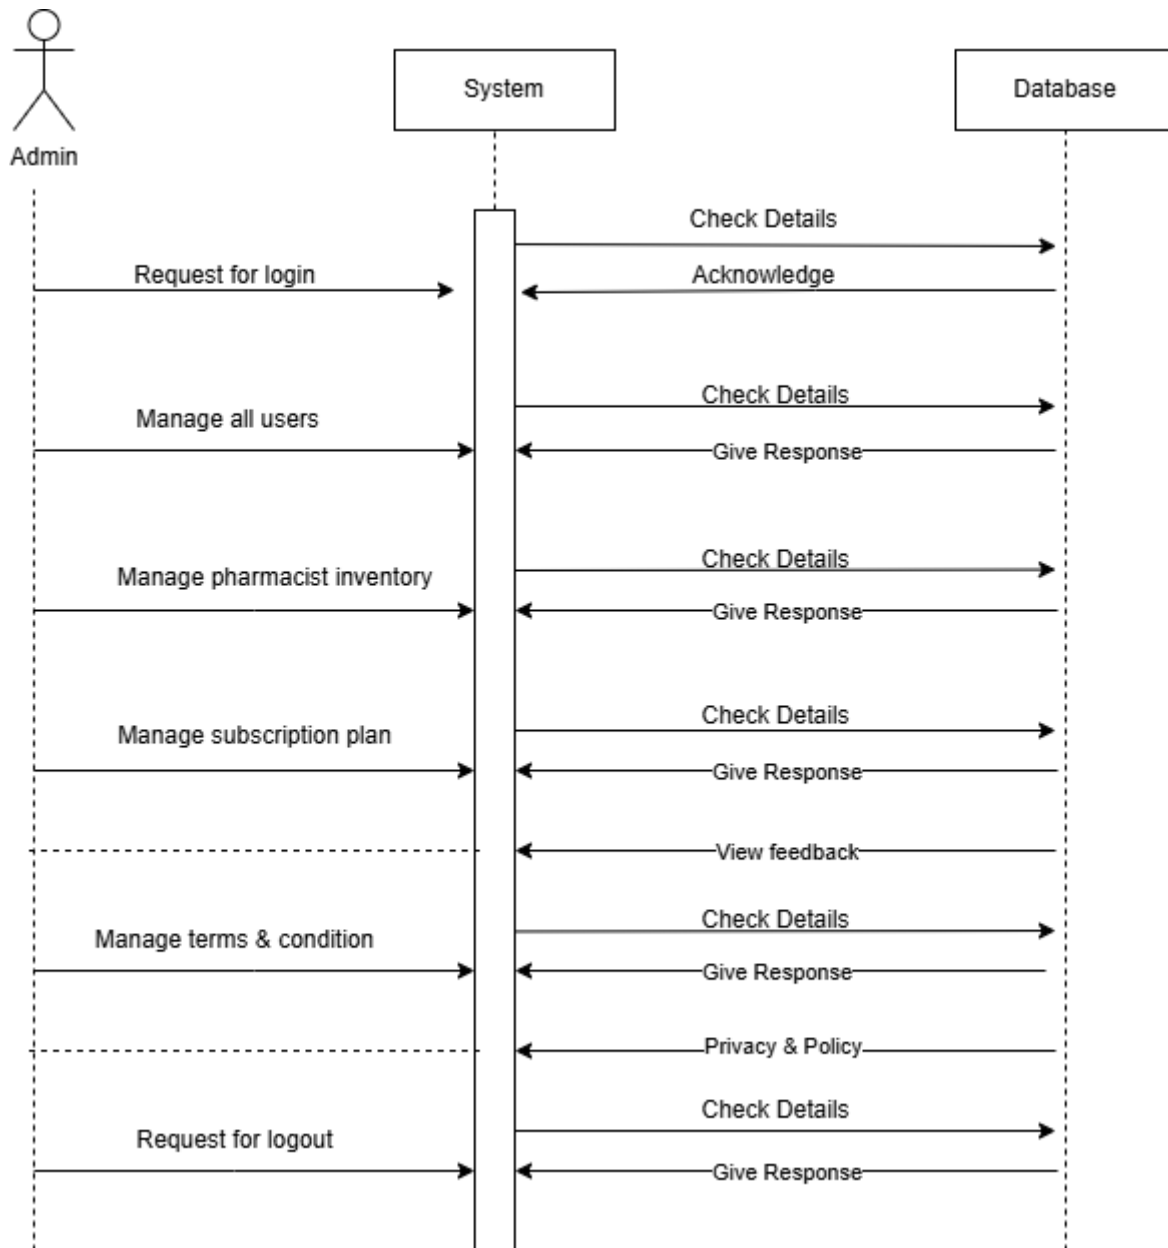 System
Database
Admin
Check Details
Request for login
Acknowledge
Check Details
Manage all users
Give Response
Check Details
Manage pharmacist inventory
Give Response
Check Details
Manage subscription plan
Give Response
View feedback
Check Details
Manage terms & condition
Give Response
Privacy & Policy
Check Details
Request for logout
Give Response